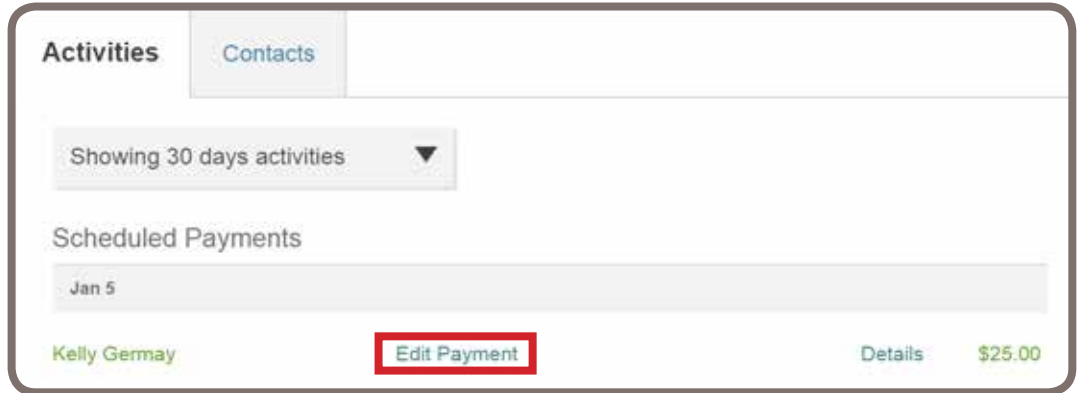 Activities Contacts
Showing 30 days activities
Scheduled Payments
Jan 5
Kelly Germay Edit Payment Details $25.00